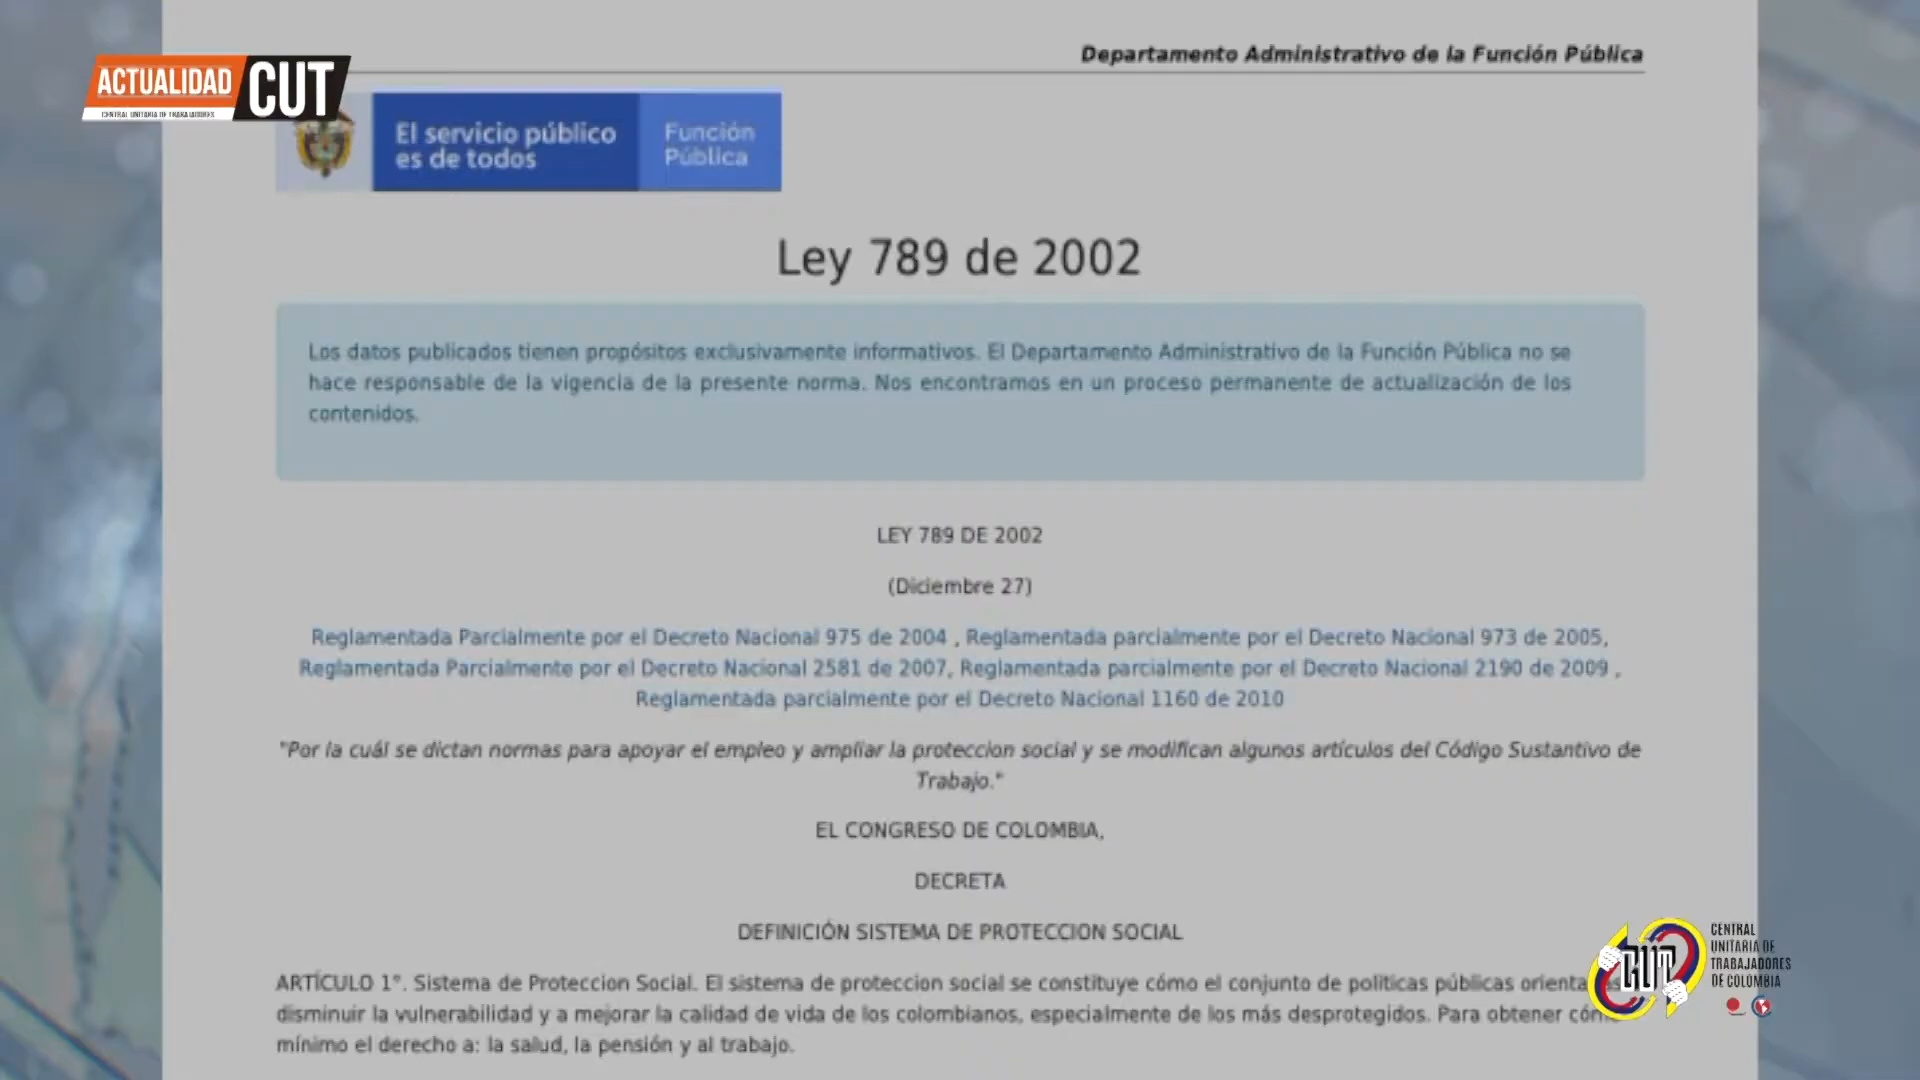 Departamento Administrativo de la Función Pública
ACTUALIDAD CUT
CENTRAL UNITARIA DE TRABAJADORES
El servicio público
es de todos
Función
Pública
Ley 789 de 2002
Los datos publicados tienen propósitos exclusivamente informativos. El Departamento Administrativo de la Función Pública no se
hace responsable de la vigencia de la presente norma. Nos encontramos en un proceso permanente de actualización de los
contenidos.
LEY 789 DE 2002
(Diciembre 27)
Reglamentada Parcialmente por el Decreto Nacional 975 de 2004 , Reglamentada parcialmente por el Decreto Nacional 973 de 2005,
Reglamentada Parcialmente por el Decreto Nacional 2581 de 2007, Reglamentada parcialmente por el Decreto Nacional 2190 de 2009 ,
Reglamentada parcialmente por el Decreto Nacional 1160 de 2010
"Por la cuál se dictan normas para apoyar el empleo y ampliar la proteccion social y se modifican algunos artículos del Código Sustantivo de
Trabajo."
EL CONGRESO DE COLOMBIA,
DECRETA
DEFINICIÓN SISTEMA DE PROTECCION SOCIAL
ARTÍCULO 1°. Sistema de Proteccion Social. El sistema de proteccion social se constituye cómo el conjunto de políticas públicas
disminuir la vulnerabilidad y a mejorar la calidad de vida de los colombianos, especialmente de los más desprotegidos. Para obtener
mínimo el derecho a: la salud, la pensión y al trabajo.
CUT
CENTRAL
UNITARIA DE
TRABAJADORES
DE COLOMBIA